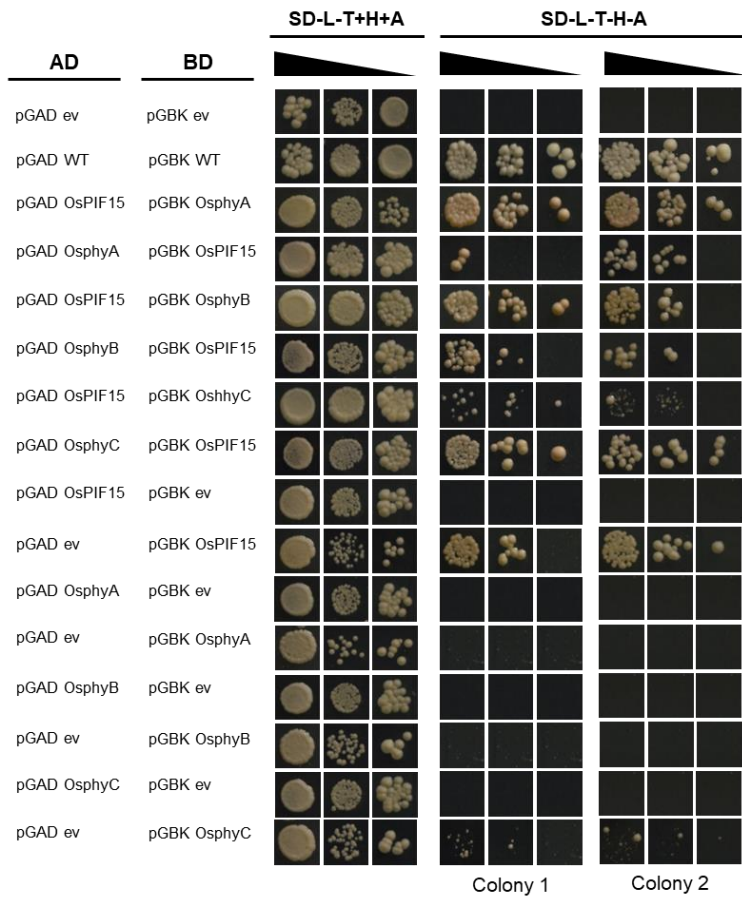 SD-L-T+H+A SD-L-T-H-A
AD BD
pGAD ev pGBK ev
pGAD WT pGBK WT
pGAD OsPIF15 pGBK OsphyA
pGAD OsphyA pGBK OsPIF15
pGAD OsPIF15 pGBK OsphyB
pGAD OsphyB pGBK OsPIF15
pGAD OsPIF15 pGBK OshhyC
pGAD OsphyC pGBK OsPIF15
pGAD OsPIF15 pGBK ev
pGAD ev pGBK OsPIF15
pGAD OsphyA pGBK ev
pGAD ev pGBK OsphyA
pGAD OsphyB pGBK ev
pGAD ev pGBK OsphyB
pGAD OsphyC pGBK ev
pGAD ev pGBK OsphyC
Colony 1 Colony 2